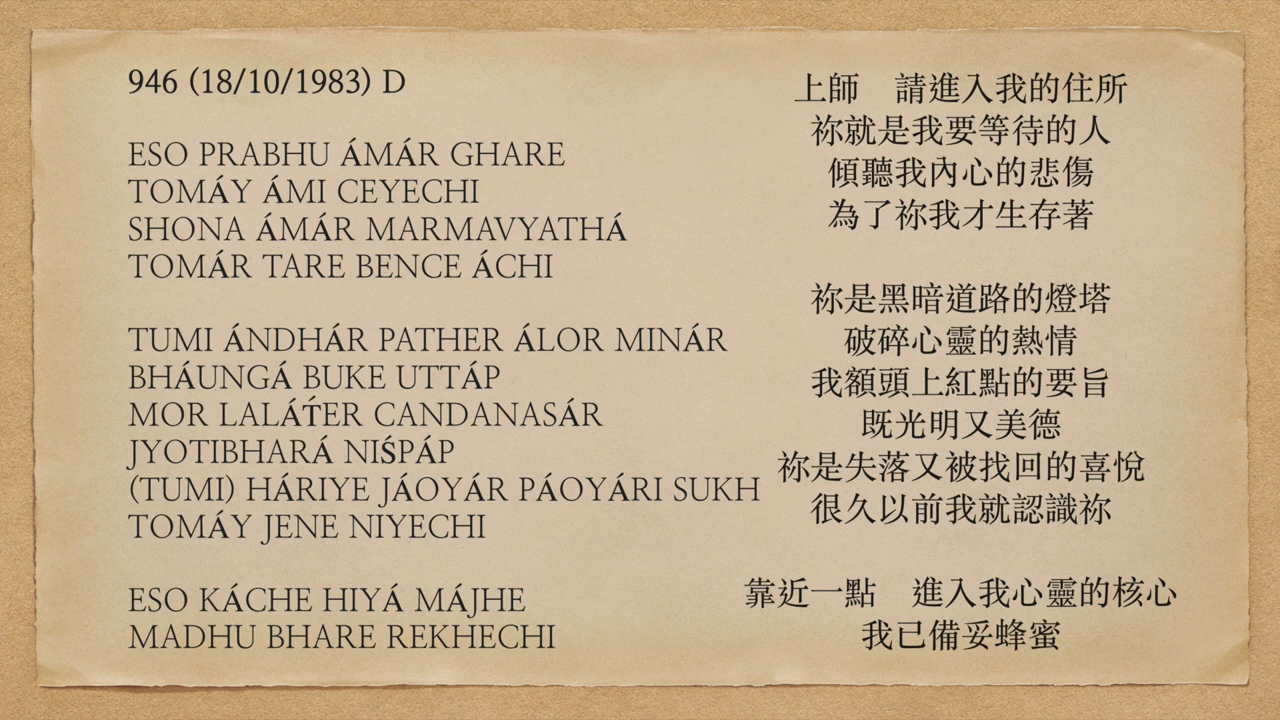 946 (18/10/1983) D
ESO PRABHU ÁMÁR GHARE
TOMÁY ÁMI CEYECHI
SHONA ÁMÁR MARMAVYATHÁ
TOMÁR TARE BENCE ÁCHI
TUMI ÁNDHÁR PATHER ÁLOR MINÁR
BHÁUNGÁ BUKE UTTÁP
MOR LALÁT́ER CANDANASÁR
JYOTIBHARÁ NIŚPÁP
(TUMI) HÁRIYE JÁOYÁR PÁOYÁRI SUKH
TOMÁY JENE NIYECHI
ESO KÁCHE HIYÁ MÁJHE
MADHU BHARE REKHECHI
上師　請進入我的住所
祢就是我要等待的人
傾聽我內心的悲傷
為了祢我才生存著
祢是黑暗道路的燈塔
破碎心靈的熱情
我額頭上紅點的要旨
既光明又美德
祢是失落又被找回的喜悅
很久以前我就認識祢
靠近一點　進入我心靈的核心
我已備妥蜂蜜